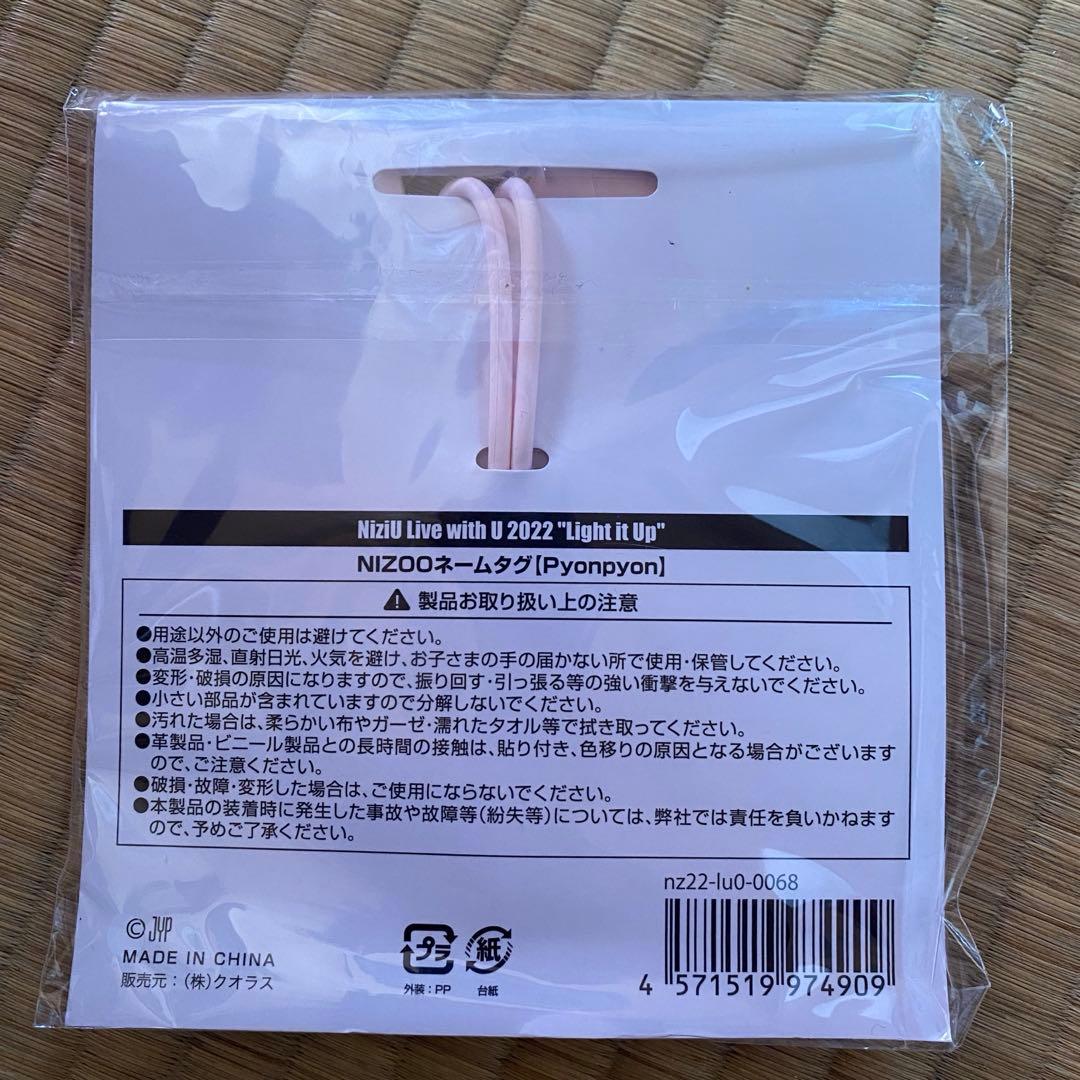 NiziU Live with U 2022 "Light it Up"
NIZOOネームタグ【Pyonpyon】
製品お取り扱い上の注意
●用途以外のご使用は避けてください。
●高温多湿、直射日光、火気を避け、お子さまの手の届かない所で使用・保管してください。
●変形・破損の原因になりますので、振り回す・引っ張る等の強い衝撃を与えないでください。
●小さい部品が含まれていますので分解しないでください。
●汚れた場合は、柔らかい布やガーゼ・濡れたタオル等で拭き取ってください。
●革製品・ビニール製品との長時間の接触は、貼り付き、色移りの原因となる場合がございます
ので、ご注意ください。
●破損・故障・変形した場合は、ご使用にならないでください。
●本製品の装着時に発生した事故や故障等(紛失等)については、弊社では責任を負いかねます
ので、予めご了承ください。
nz22-lu0-0068
4 571519 974909
© JYP
MADE IN CHINA
販売元：(株)クオラス
プラ
外装：PP
紙
台紙